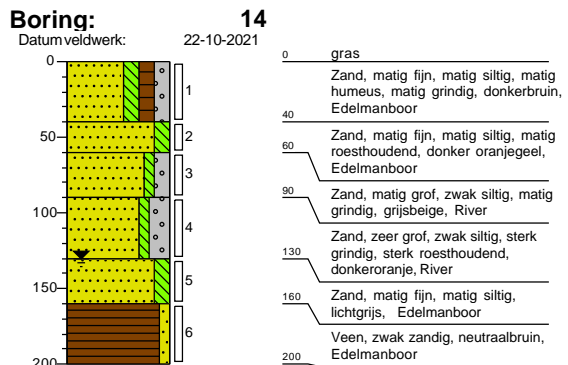 Boring: 14
Datum veldwerk: 22-10-2021
0
50
100
150
200
1
2
3
4
5
6
0 gras
Zand, matig fijn, matig siltig, matig
humeus, matig grindig, donkerbruin,
Edelmanboor
40
Zand, matig fijn, matig siltig, matig
roesthoudend, donker oranjegeel,
Edelmanboor
60
Zand, matig grof, zwak siltig, matig
grindig, grijsbeige, River
90
Zand, zeer grof, zwak siltig, sterk
grindig, sterk roesthoudend,
donkeroranje, River
130
Zand, matig fijn, matig siltig,
lichtgrijs, Edelmanboor
160
Veen, zwak zandig, neutraalbruin,
Edelmanboor
200